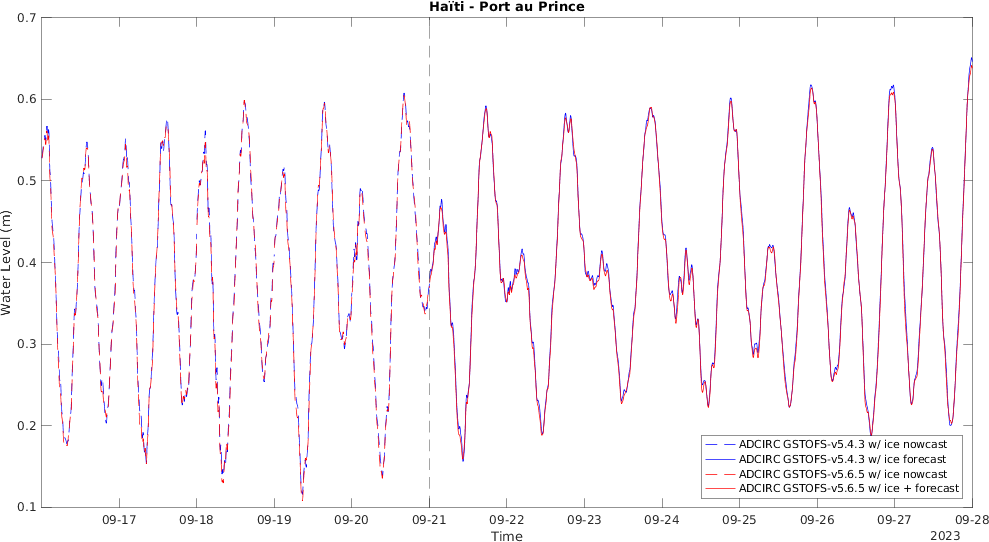 Haïti - Port au Prince
0.7
0.6
0.5
0.4
0.3
0.2
0.1
Water Level (m)
ADCIRC GSTOFS-v5.4.3 w/ ice nowcast
ADCIRC GSTOFS-v5.4.3 w/ ice forecast
ADCIRC GSTOFS-v5.6.5 w/ ice nowcast
ADCIRC GSTOFS-v5.6.5 w/ ice + forecast
09-17 09-18 09-19 09-20 09-21 09-22 09-23 09-24 09-25 09-26 09-27 09-28
Time
2023